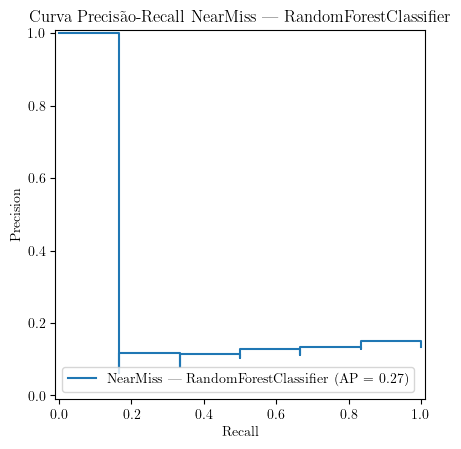 Curva Precisão-Recall NearMiss — RandomForestClassifier
1.0
0.8
0.6
0.4
0.2
0.0
Precision
NearMiss — RandomForestClassifier (AP = 0.27)
0.0 0.2 0.4 0.6 0.8 1.0
Recall